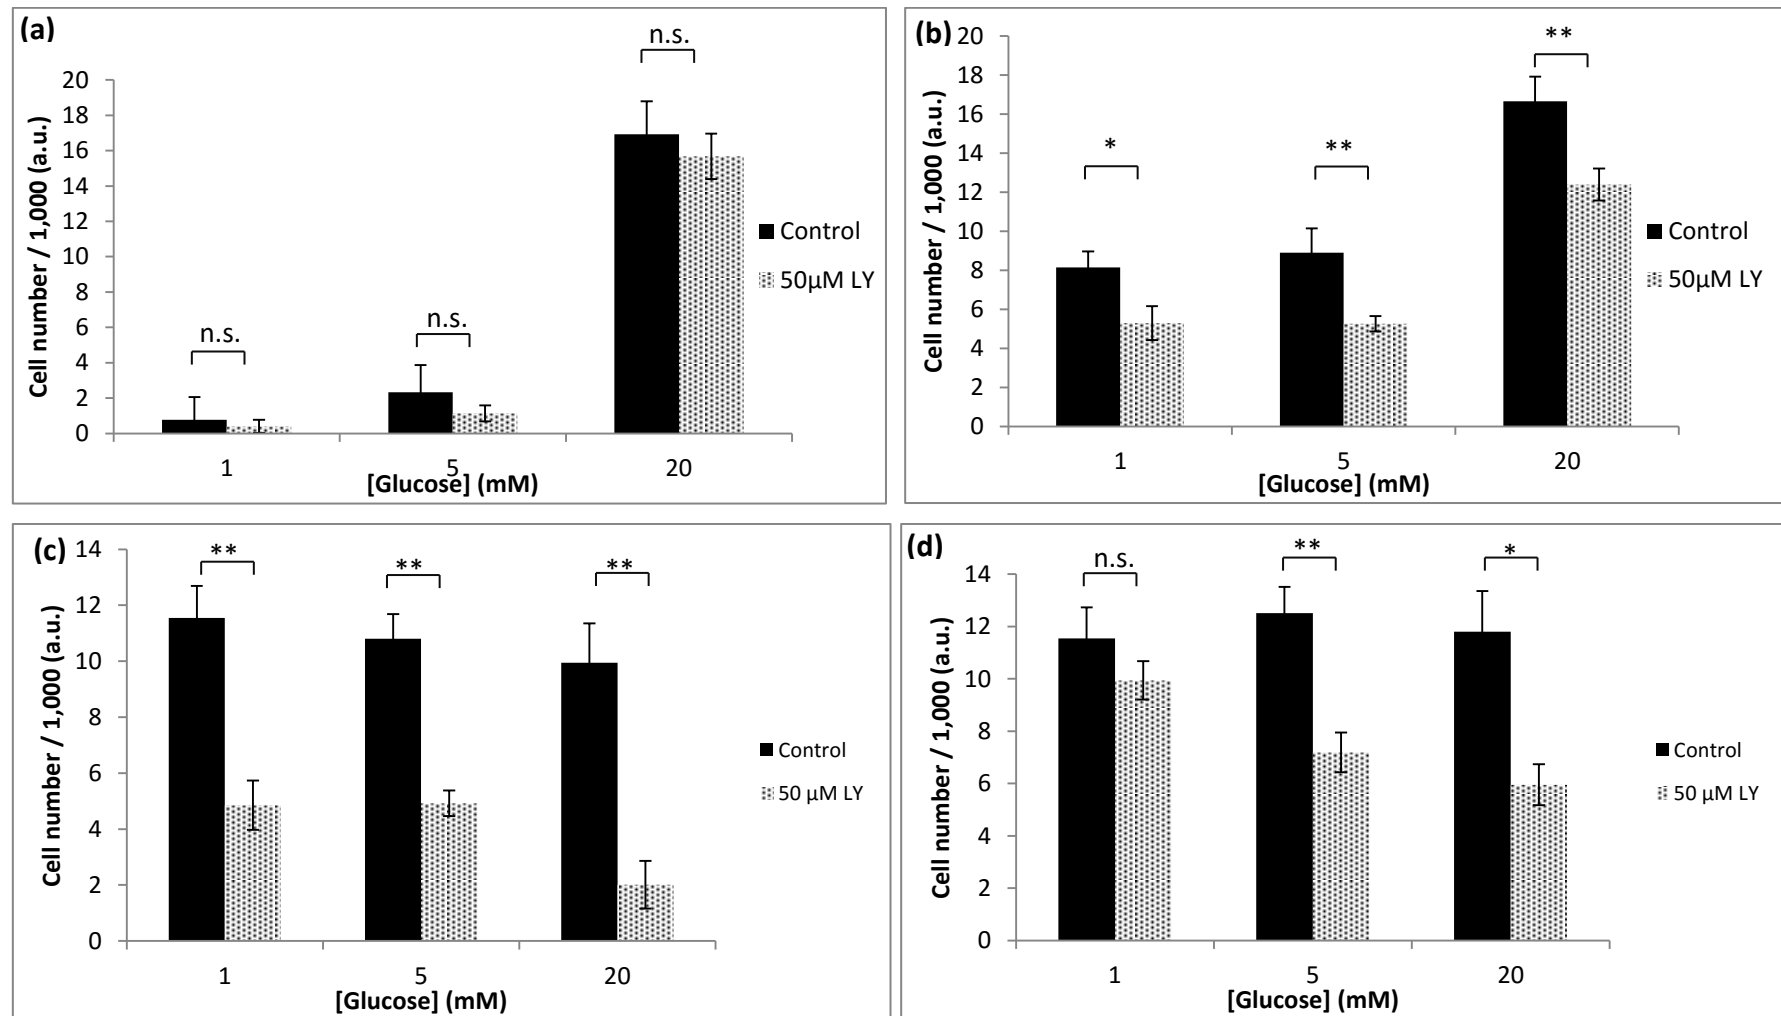 (a)
n.s.
n.s.
n.s.
20
18
16
14
12
10
8
6
4
2
0
Cell number / 1,000 (a.u.)
1
5
20
[Glucose] (mM)
Control
50µM LY
(b)
*
**
**
20
18
16
14
12
10
8
6
4
2
0
Cell number / 1,000 (a.u.)
1
5
20
[Glucose] (mM)
Control
50µM LY
(c)
**
**
**
14
12
10
8
6
4
2
0
Cell number / 1,000 (a.u.)
1
5
20
[Glucose] (mM)
Control
50 µM LY
(d)
n.s.
**
*
14
12
10
8
6
4
2
0
Cell number / 1,000 (a.u.)
1
5
20
[Glucose] (mM)
Control
50 µM LY